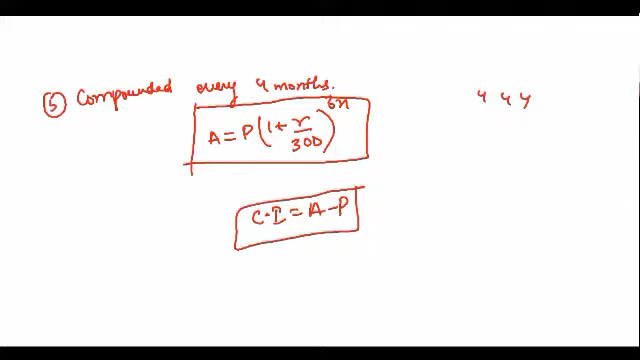 ⑤ Compounded every 4 months.
4 4 4
A = P(1 + r/300)^3n
C.I = A - P